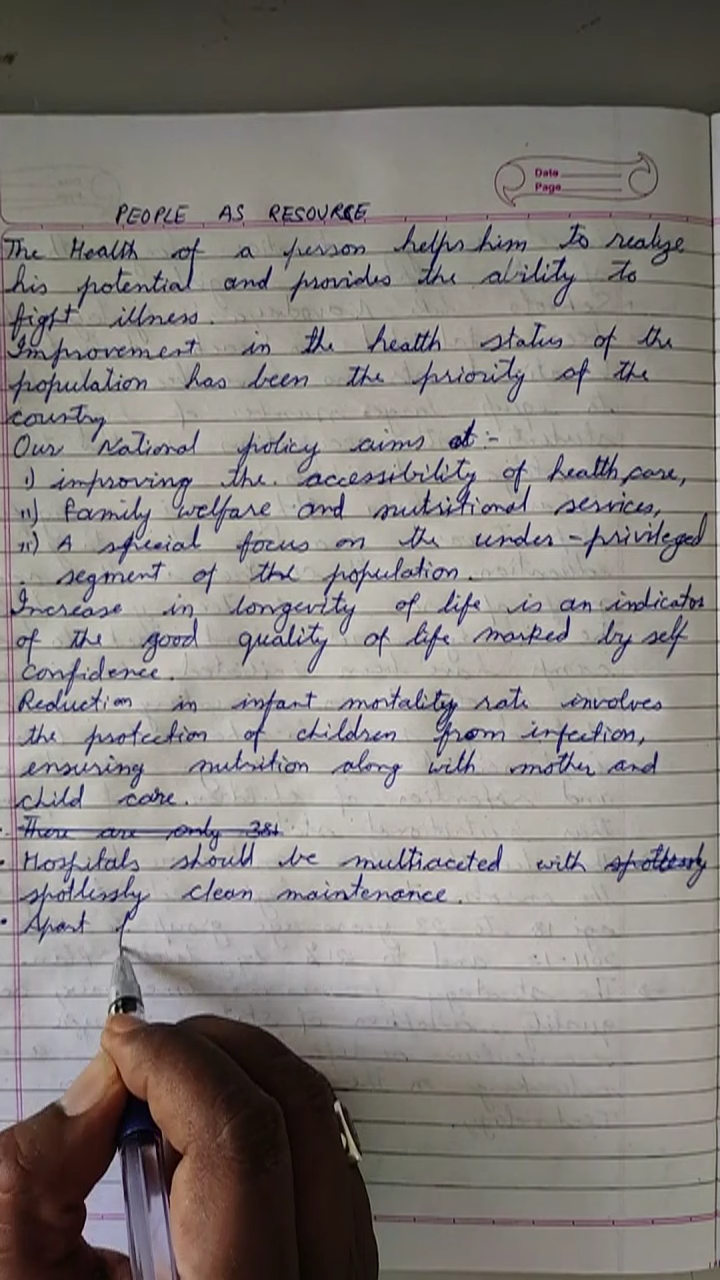 Date
Page
PEOPLE AS RESOURCE
The Health of a person helps him to realize
his potential and provides the ability to
fight illness.
Improvement in the health status of the
population has been the priority of the
country
Our National policy aims at :-
i) improving the accessibility of health care,
ii) family welfare and nutritional services,
iii) A special focus on the under-privileged
segment of the population.
Increase in longevity of life is an indicator
of the good quality of life marked by self
confidence.
Reduction in infant mortality rate involves
the protection of children from infection,
ensuring nutrition along with mother and
child care.
• There are only 381
• Hospitals should be multiaceted with spotlessly
spotlessly clean maintenance.
• Apart f